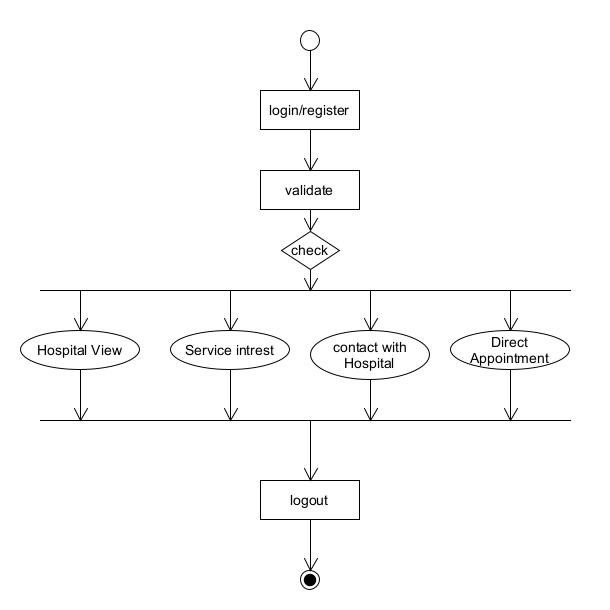 login/register
validate
check
Hospital View
Service intrest
contact with
Hospital
Direct
Appointment
logout